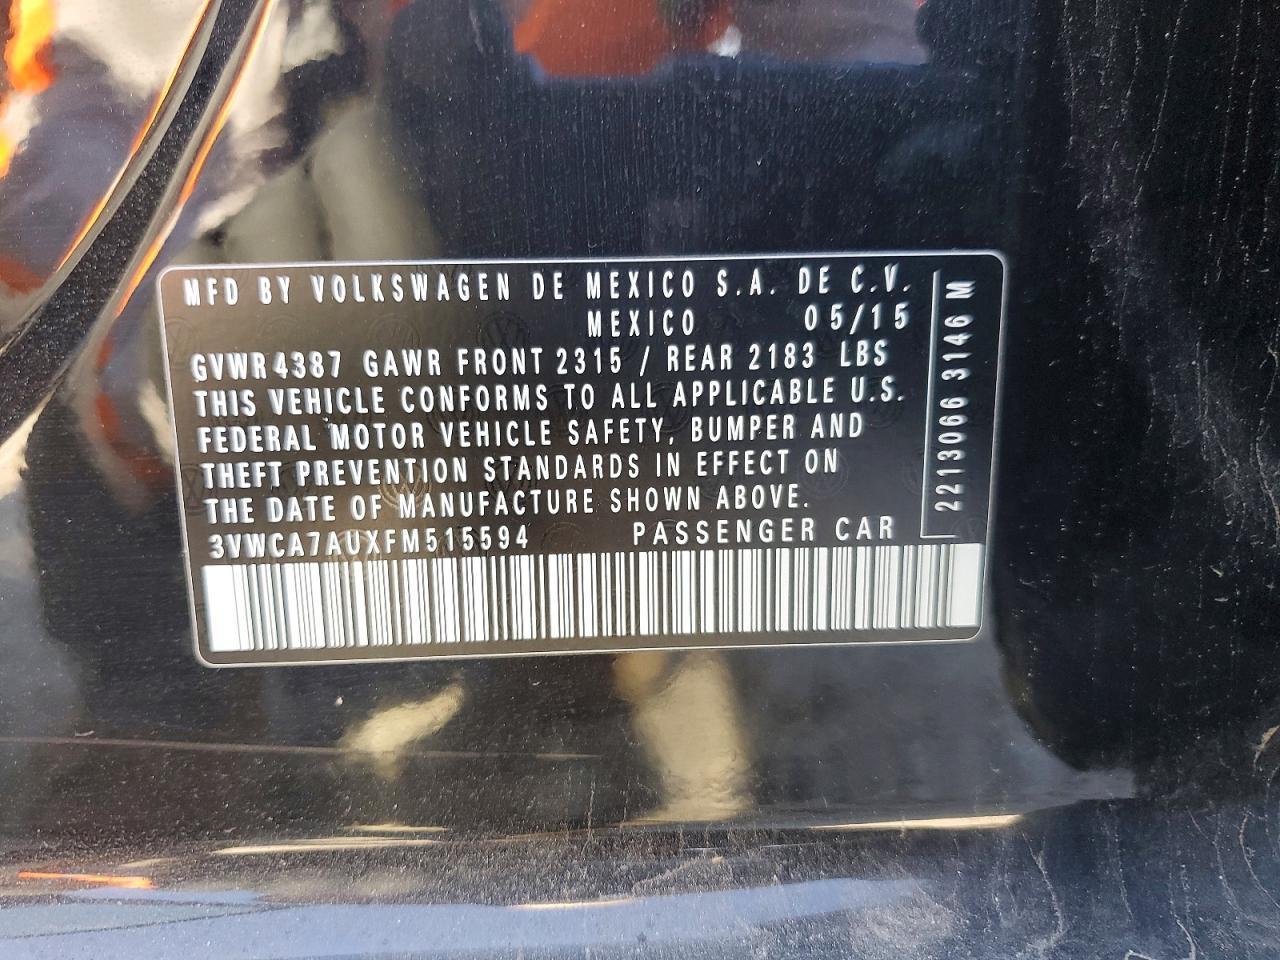 MFD BY VOLKSWAGEN DE MEXICO S.A. DE C.V.
MEXICO 05/15
GVWR 4387 GAWR FRONT 2315 / REAR 2183 LBS
THIS VEHICLE CONFORMS TO ALL APPLICABLE U.S.
FEDERAL MOTOR VEHICLE SAFETY, BUMPER AND
THEFT PREVENTION STANDARDS IN EFFECT ON
THE DATE OF MANUFACTURE SHOWN ABOVE.
3VWCA7AUXFM515594 PASSENGER CAR
2213066 3146 M